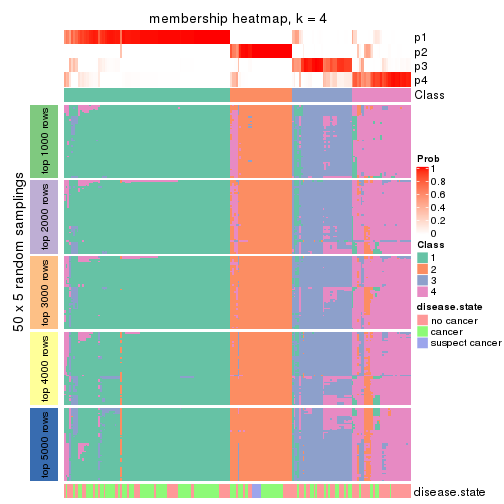 membership heatmap, k = 4
p1
p2
p3
p4
Class
50 x 5 random samplings
top 1000 rows
top 2000 rows
top 3000 rows
top 4000 rows
top 5000 rows
disease.state
Prob
1
0.8
0.6
0.4
0.2
0
Class
1
2
3
4
disease.state
no cancer
cancer
suspect cancer